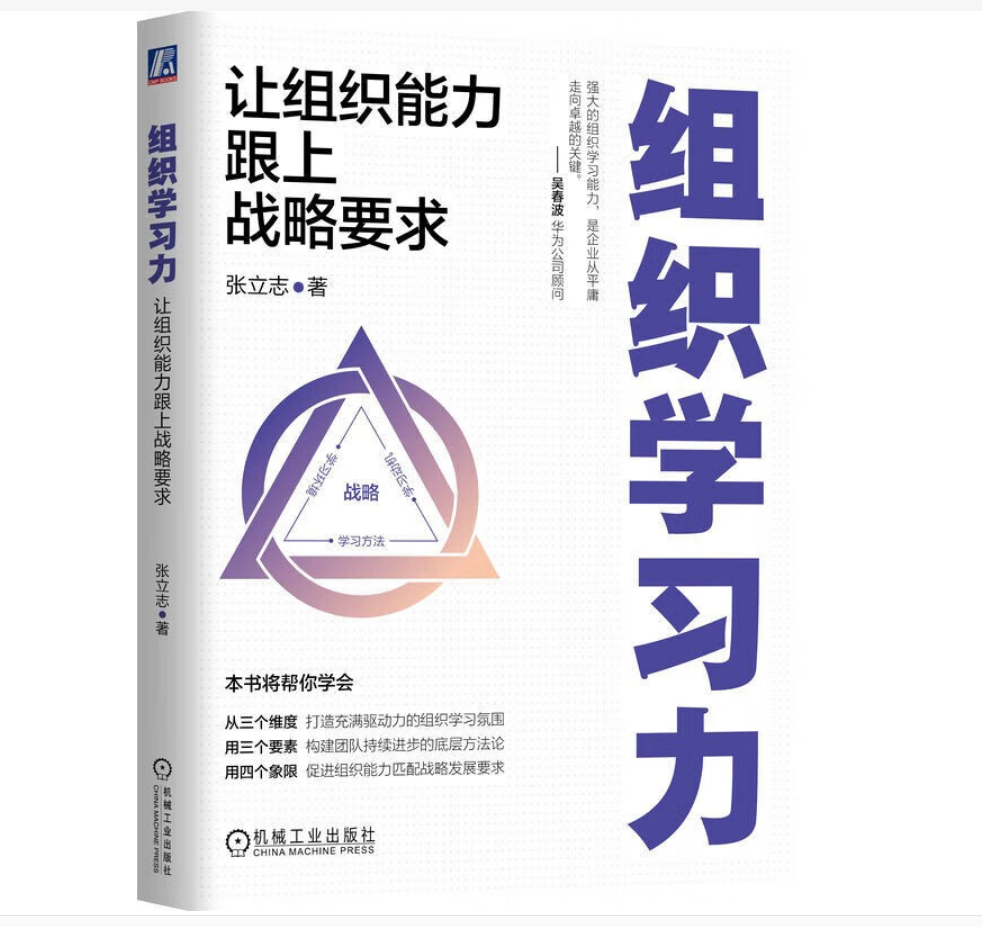 组织学习力
让组织能力跟上战略要求
张立志•著
机械工业出版社
CHINA MACHINE PRESS
让组织能力
跟上
战略要求
张立志•著
强大的组织学习能力，是企业从平庸
走向卓越的关键。
——吴春波 华为公司顾问
组织学习力
学习环境
学习动机
战略
学习方法
本书将帮你学会
从三个维度 打造充满驱动力的组织学习氛围
用三个要素 构建团队持续进步的底层方法论
用四个象限 促进组织能力匹配战略发展要求
机械工业出版社
CHINA MACHINE PRESS